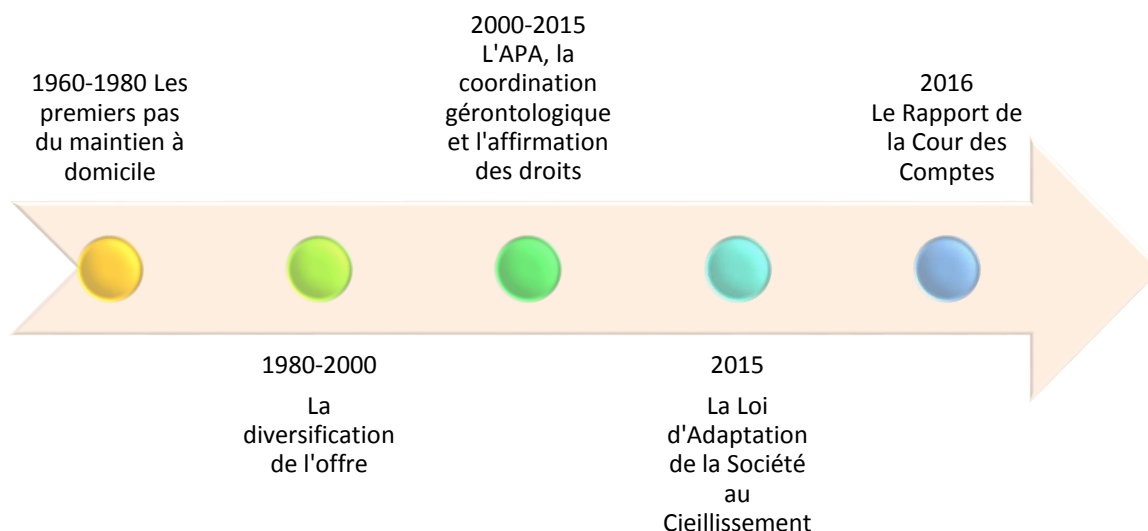 1960-1980 Les
premiers pas
du maintien à
domicile
1980-2000
La
diversification
de l'offre
2000-2015
L'APA, la
coordination
gérontologique
et l'affirmation
des droits
2015
La Loi
d'Adaptation
de la Société
au
Cieillissement
2016
Le Rapport de
la Cour des
Comptes